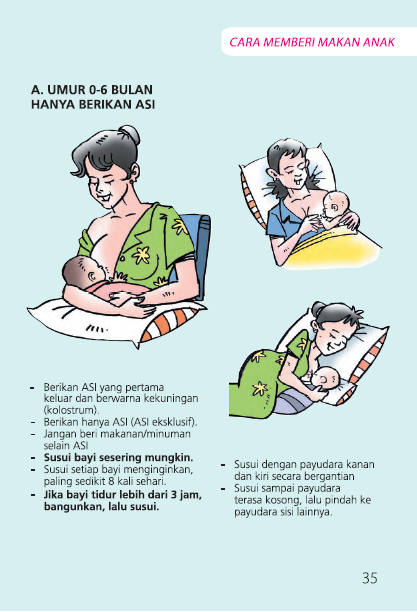 CARA MEMBERI MAKAN ANAK
A. UMUR 0-6 BULAN
HANYA BERIKAN ASI
- Berikan ASI yang pertama
keluar dan berwarna kekuningan
(kolostrum).
- Berikan hanya ASI (ASI eksklusif).
- Jangan beri makanan/minuman
selain ASI
- Susui bayi sesering mungkin.
- Susui setiap bayi menginginkan,
paling sedikit 8 kali sehari.
- Jika bayi tidur lebih dari 3 jam,
bangunkan, lalu susui.
- Susui dengan payudara kanan
dan kiri secara bergantian
- Susui sampai payudara
terasa kosong, lalu pindah ke
payudara sisi lainnya.
35